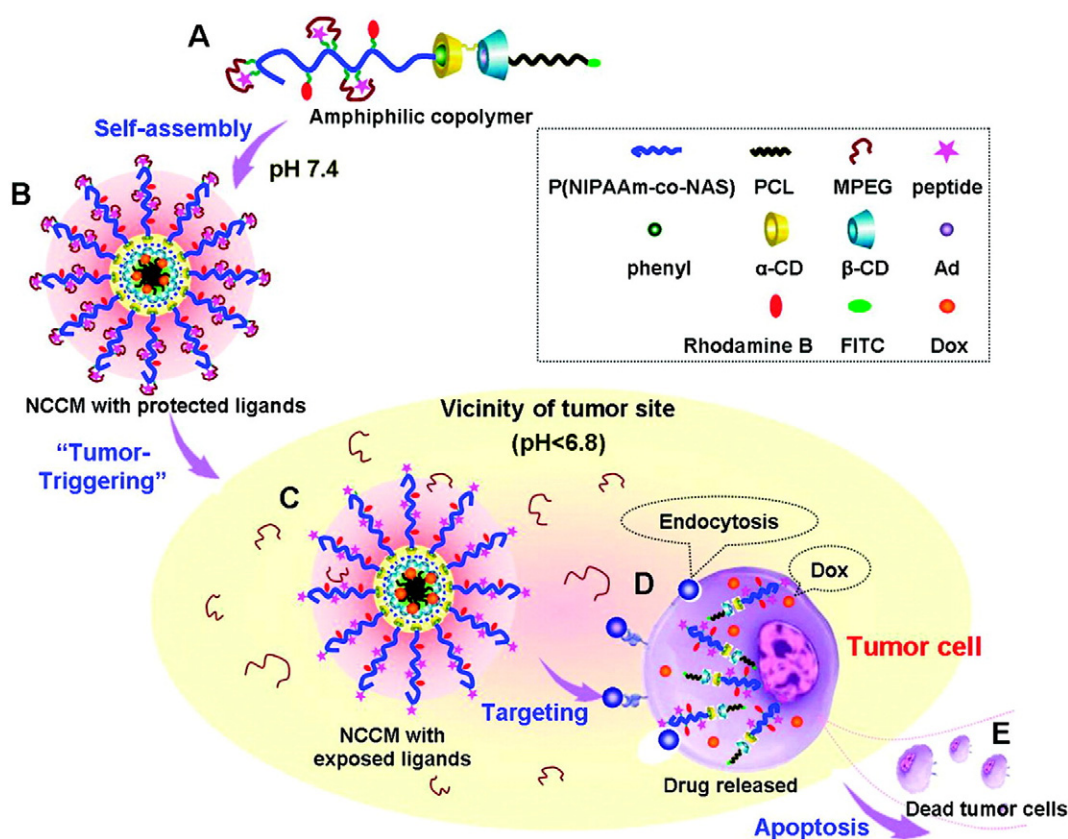 A
Amphiphilic copolymer
Self-assembly
pH 7.4
P(NIPAAm-co-NAS) PCL MPEG peptide
phenyl α-CD β-CD Ad
Rhodamine B FITC Dox
B
NCCM with protected ligands
“Tumor-
Triggering”
Vicinity of tumor site
(pH<6.8)
C
NCCM with
exposed ligands
Targeting
Endocytosis
Dox
D
Tumor cell
Drug released
E
Dead tumor cells
Apoptosis